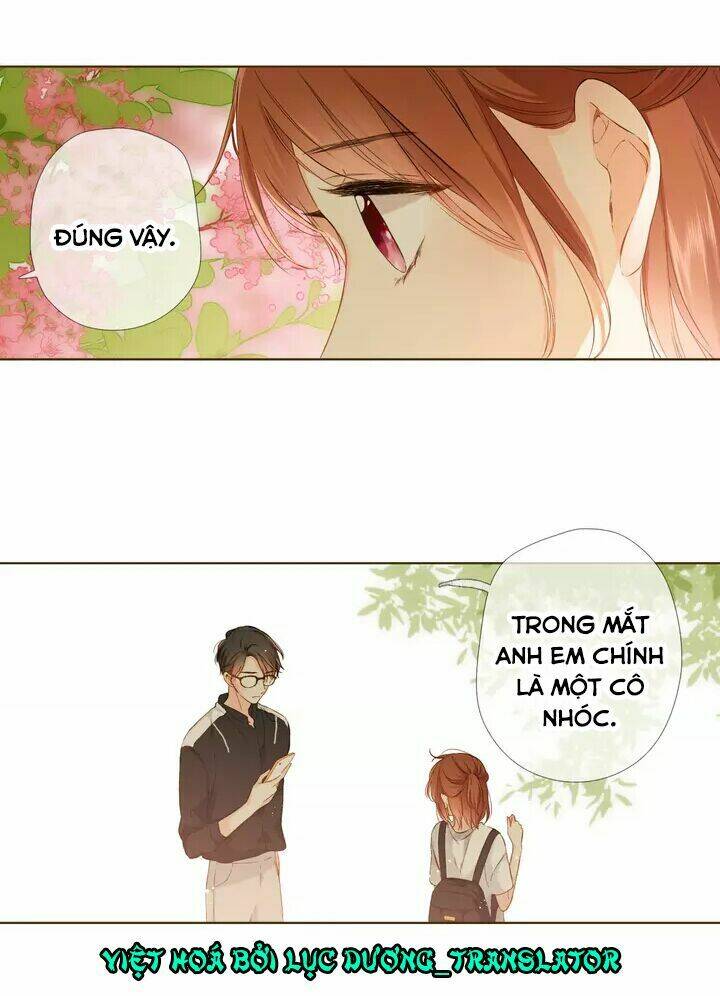 ĐÚNG VẬY.
TRONG MẮT
ANH EM CHÍNH
LÀ MỘT CÔ
NHÓC.
VIỆT HOÁ BỞI LỤC DƯƠNG_TRANSLATOR